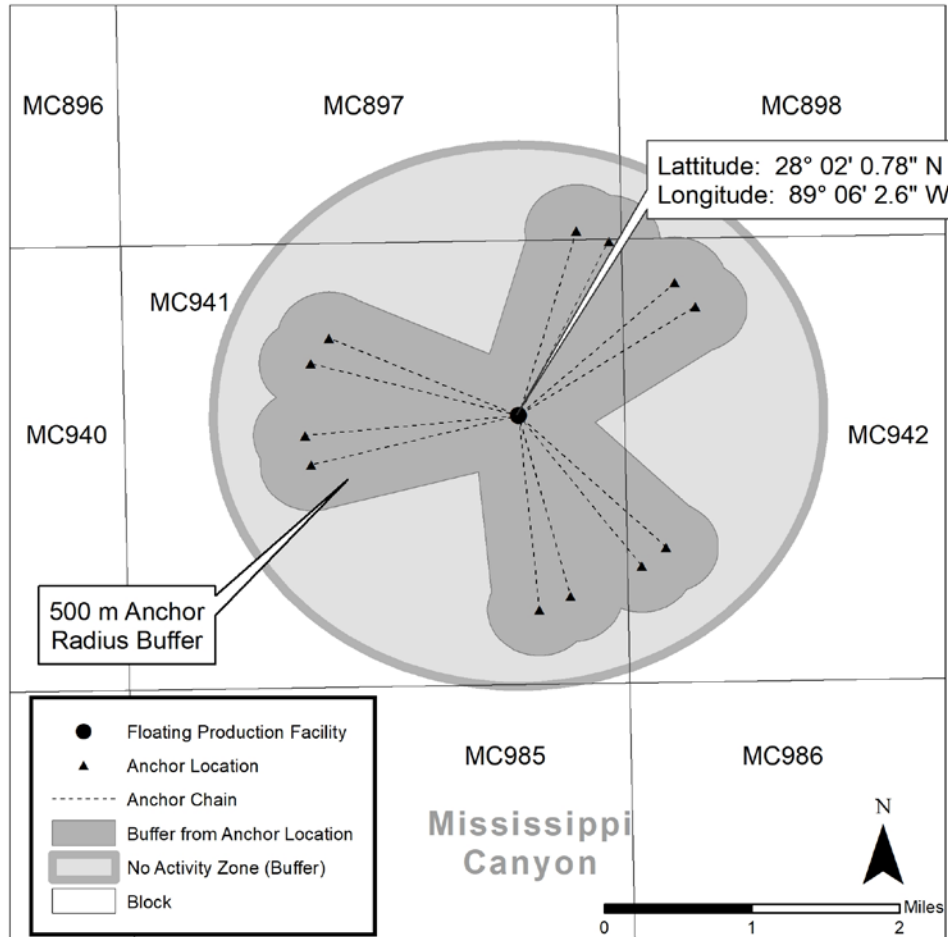 MC896
MC897
MC898
Lattitude: 28° 02' 0.78" N
Longitude: 89° 06' 2.6" W
MC941
MC940
MC942
500 m Anchor
Radius Buffer
Floating Production Facility
Anchor Location
Anchor Chain
Buffer from Anchor Location
No Activity Zone (Buffer)
Block
MC985
MC986
Mississippi
Canyon
N
Miles
0 1 2